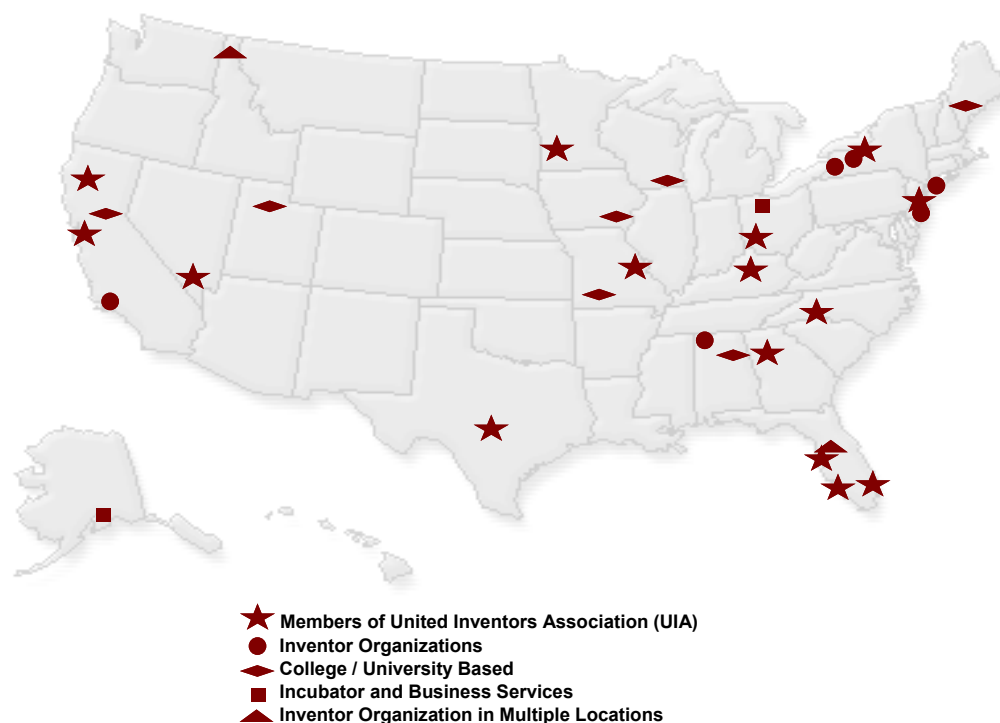 Members of United Inventors Association (UIA)
Inventor Organizations
College / University Based
Incubator and Business Services
Inventor Organization in Multiple Locations